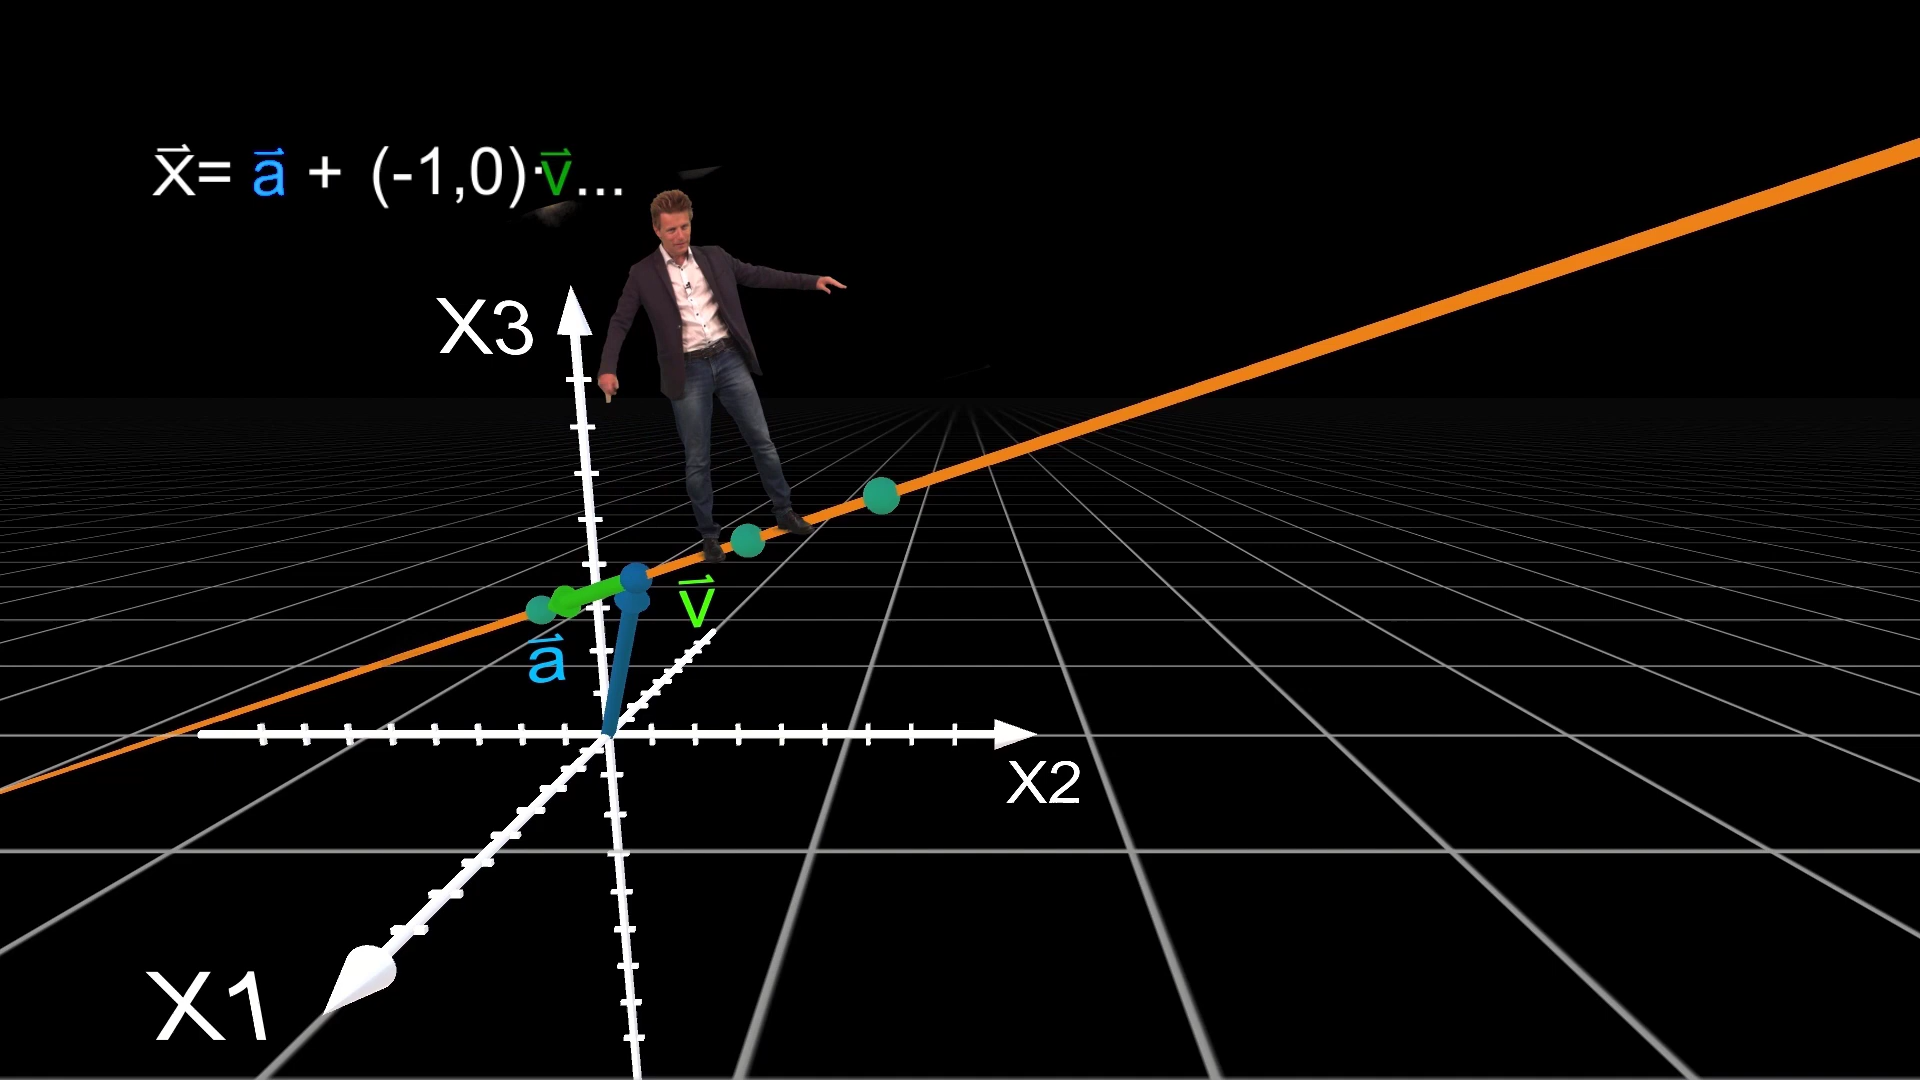 x⃗= a⃗ + (-1,0)·v⃗...
X3
v⃗
a⃗
X2
X1